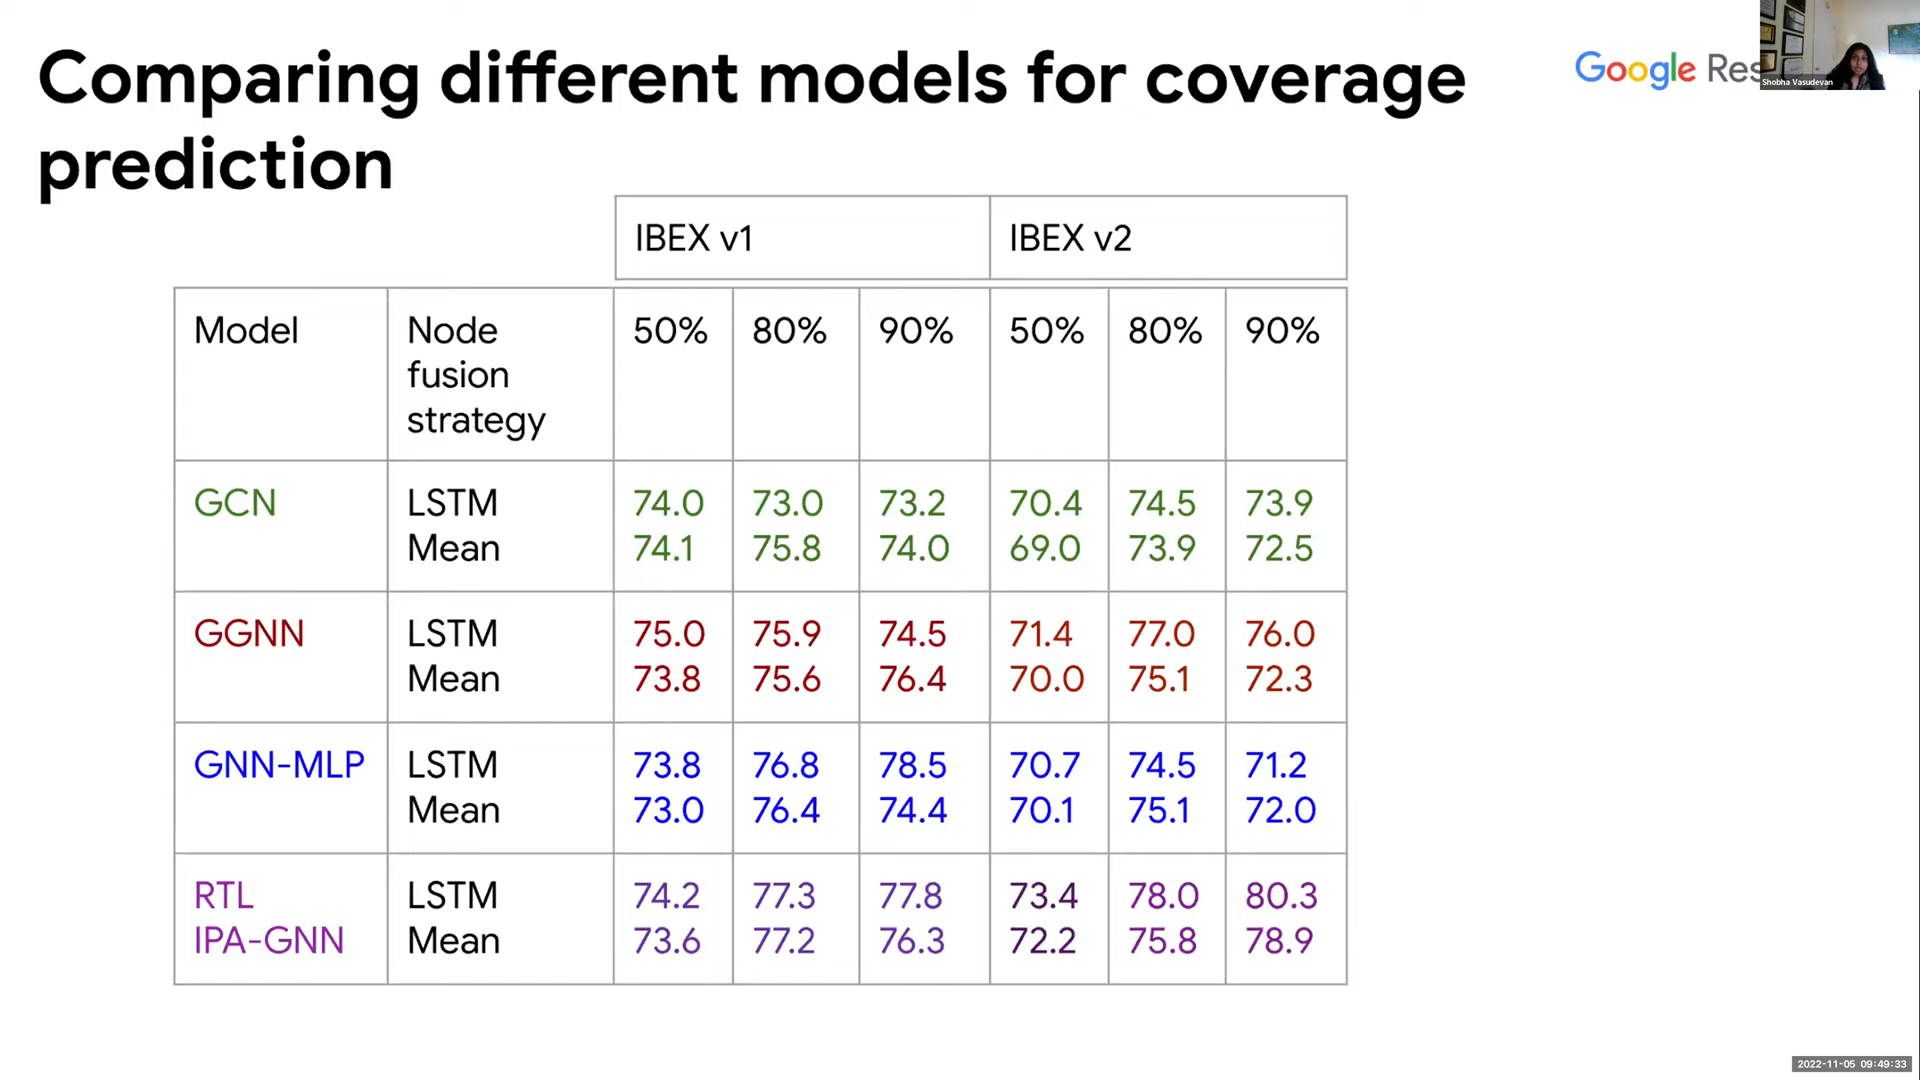 Comparing different models for coverage
prediction
Google Res
Shobha Vasudevan
IBEX v1 IBEX v2
Model Node fusion strategy 50% 80% 90% 50% 80% 90%
GCN LSTM 74.0 73.0 73.2 70.4 74.5 73.9
Mean 74.1 75.8 74.0 69.0 73.9 72.5
GGNN LSTM 75.0 75.9 74.5 71.4 77.0 76.0
Mean 73.8 75.6 76.4 70.0 75.1 72.3
GNN-MLP LSTM 73.8 76.8 78.5 70.7 74.5 71.2
Mean 73.0 76.4 74.4 70.1 75.1 72.0
RTL LSTM 74.2 77.3 77.8 73.4 78.0 80.3
IPA-GNN Mean 73.6 77.2 76.3 72.2 75.8 78.9
2022-11-05 09:49:33